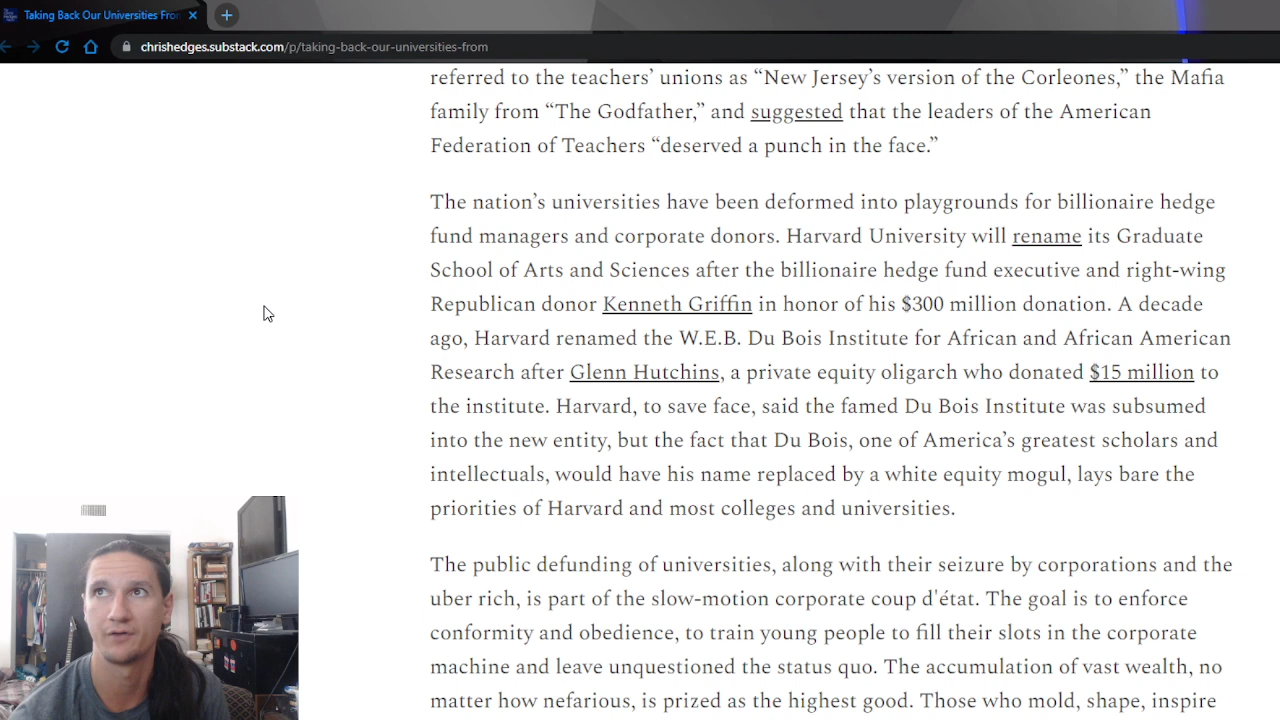 Taking Back Our Universities From
chrishedges.substack.com/p/taking-back-our-universities-from
referred to the teachers’ unions as “New Jersey’s version of the Corleones,” the Mafia
family from “The Godfather,” and suggested that the leaders of the American
Federation of Teachers “deserved a punch in the face.”
The nation’s universities have been deformed into playgrounds for billionaire hedge
fund managers and corporate donors. Harvard University will rename its Graduate
School of Arts and Sciences after the billionaire hedge fund executive and right-wing
Republican donor Kenneth Griffin in honor of his $300 million donation. A decade
ago, Harvard renamed the W.E.B. Du Bois Institute for African and African American
Research after Glenn Hutchins, a private equity oligarch who donated $15 million to
the institute. Harvard, to save face, said the famed Du Bois Institute was subsumed
into the new entity, but the fact that Du Bois, one of America’s greatest scholars and
intellectuals, would have his name replaced by a white equity mogul, lays bare the
priorities of Harvard and most colleges and universities.
The public defunding of universities, along with their seizure by corporations and the
uber rich, is part of the slow-motion corporate coup d'état. The goal is to enforce
conformity and obedience, to train young people to fill their slots in the corporate
machine and leave unquestioned the status quo. The accumulation of vast wealth, no
matter how nefarious, is prized as the highest good. Those who mold, shape, inspire